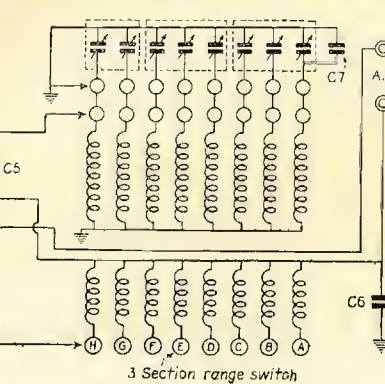 C7
A
C5
C6
H G F E D C B A
3 Section range switch